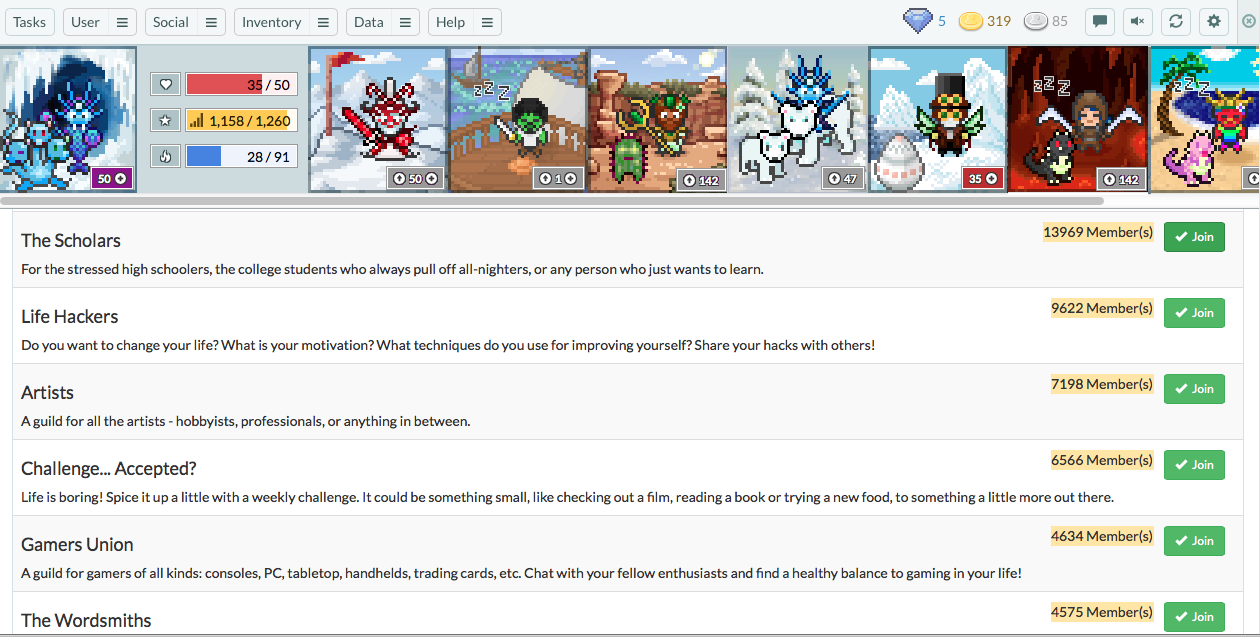 Tasks User Social Inventory Data Help 5 319 85
35 / 50
1,158 / 1,260
28 / 91
50
50
1
142
47
35
zzz
142
zzz
zzz
The Scholars 13969 Member(s) Join
For the stressed high schoolers, the college students who always pull off all-nighters, or any person who just wants to learn.
Life Hackers 9622 Member(s) Join
Do you want to change your life? What is your motivation? What techniques do you use for improving yourself? Share your hacks with others!
Artists 7198 Member(s) Join
A guild for all the artists - hobbyists, professionals, or anything in between.
Challenge... Accepted? 6566 Member(s) Join
Life is boring! Spice it up a little with a weekly challenge. It could be something small, like checking out a film, reading a book or trying a new food, to something a little more out there.
Gamers Union 4634 Member(s) Join
A guild for gamers of all kinds: consoles, PC, tabletop, handhelds, trading cards, etc. Chat with your fellow enthusiasts and find a healthy balance to gaming in your life!
The Wordsmiths 4575 Member(s) Join